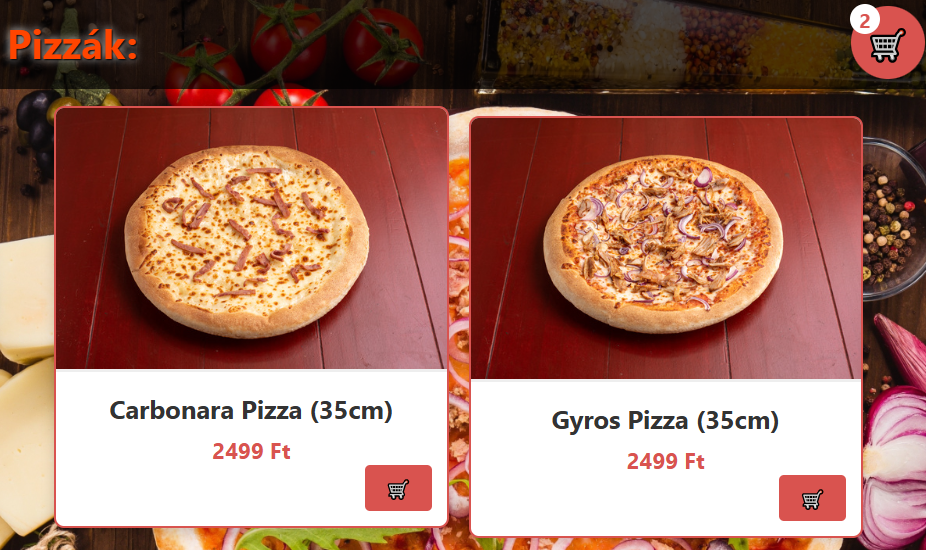 Pizzák:
2
Carbonara Pizza (35cm)
2499 Ft
Gyros Pizza (35cm)
2499 Ft